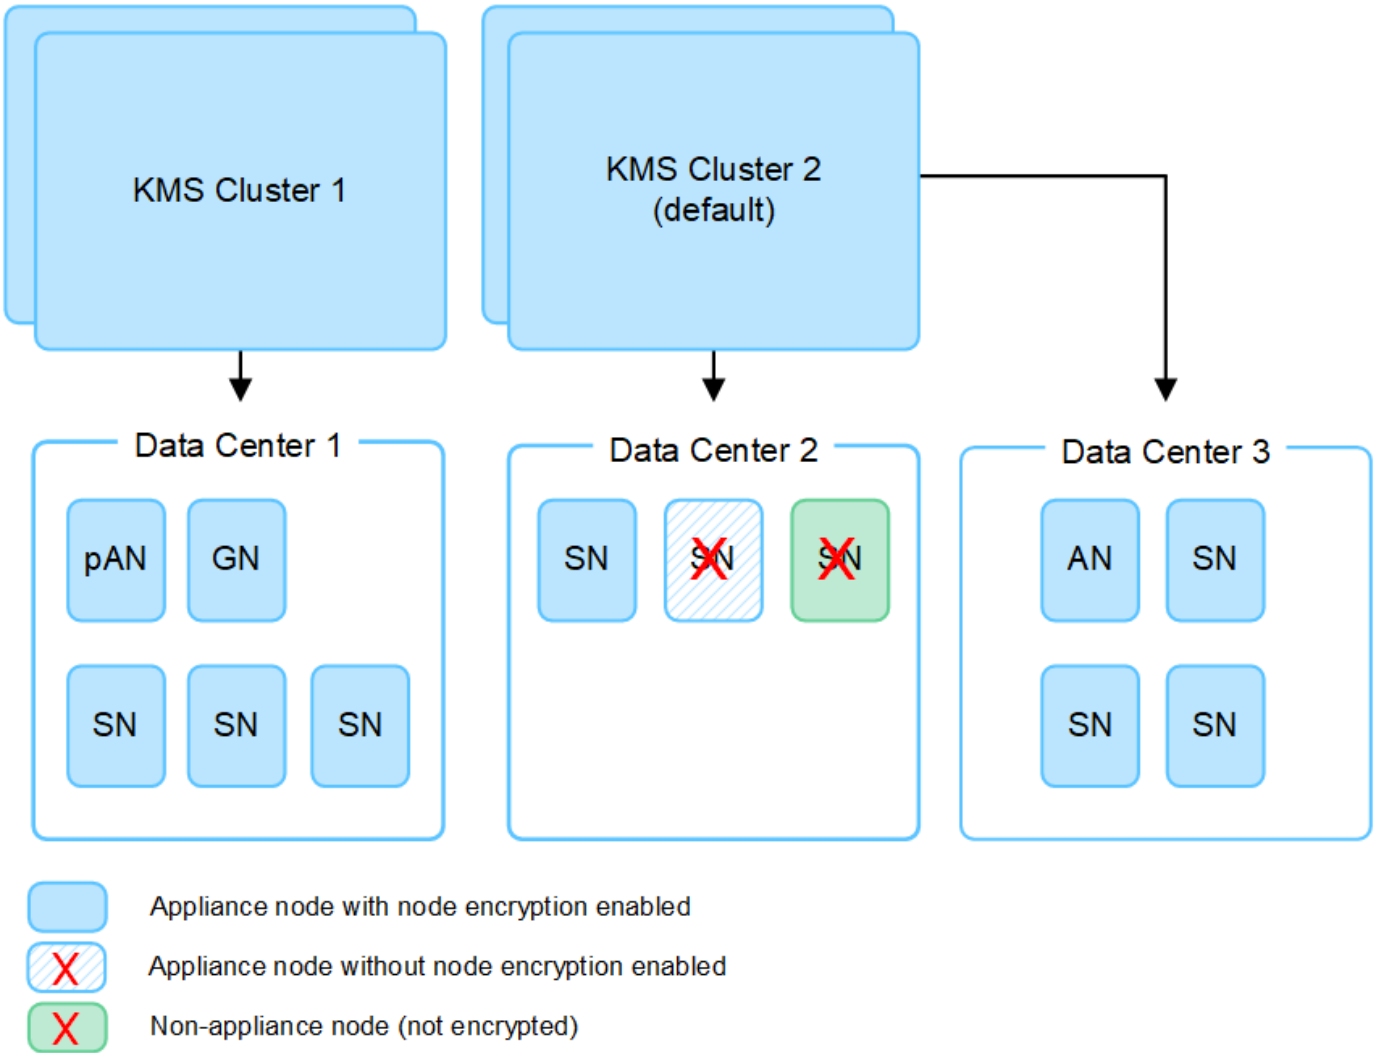 KMS Cluster 1
KMS Cluster 2
(default)
Data Center 1
Data Center 2
Data Center 3
pAN
GN
SN
SN
SN
SN
SN
SN
AN
SN
SN
SN
X
X
Appliance node with node encryption enabled
X
Appliance node without node encryption enabled
X
Non-appliance node (not encrypted)